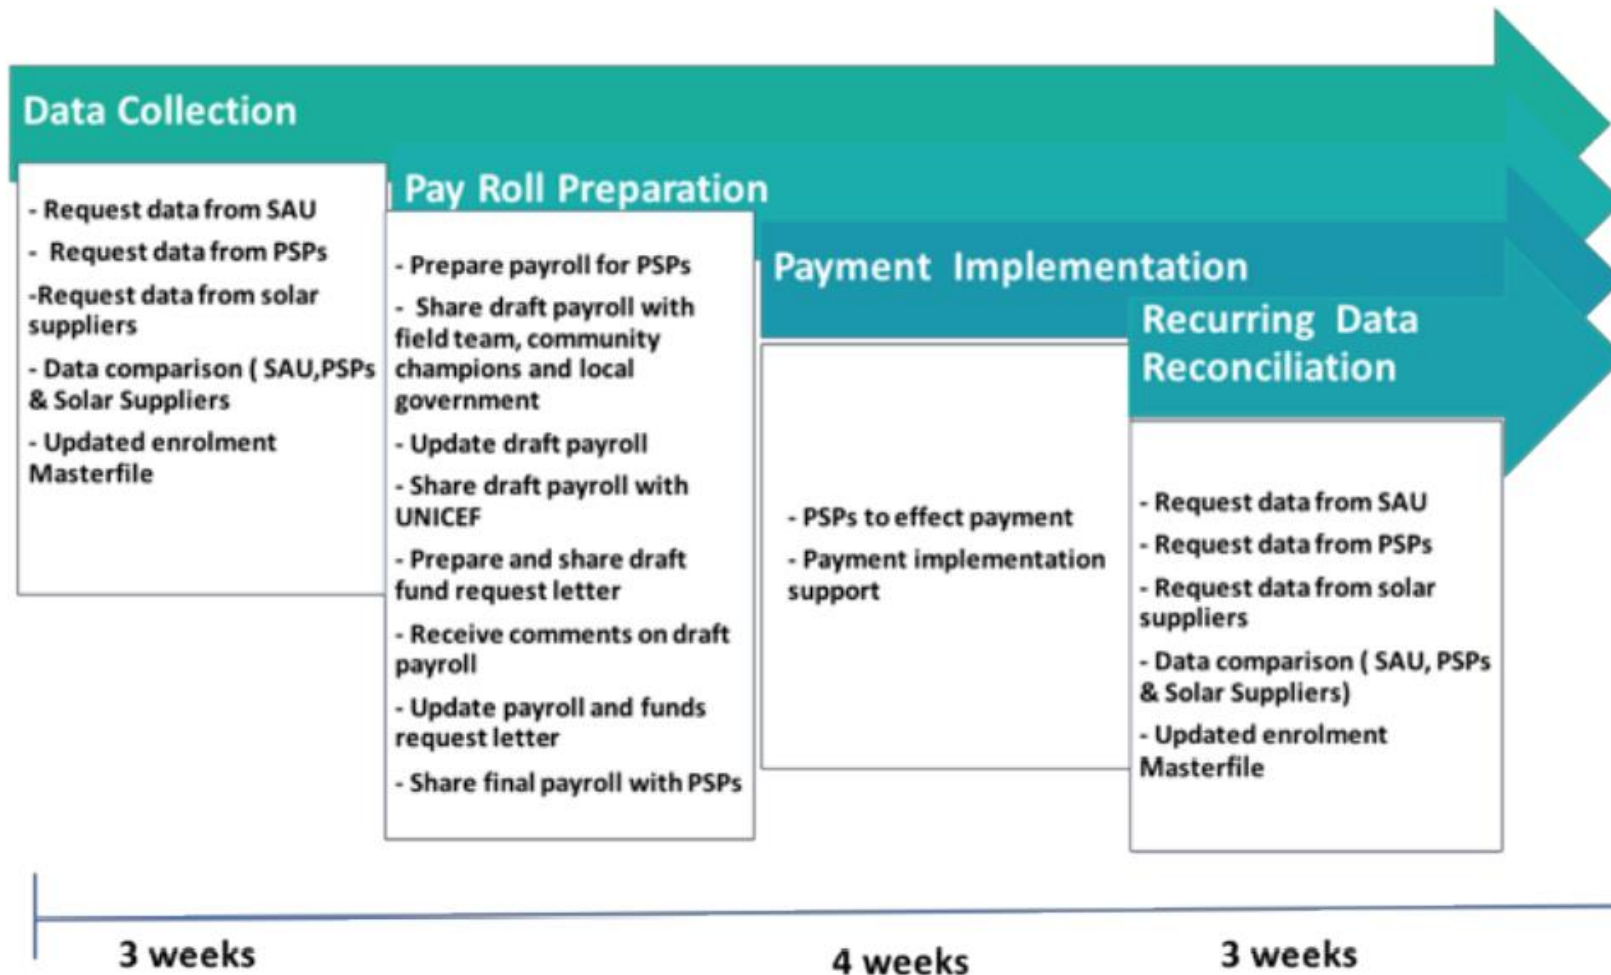 Data Collection
- Request data from SAU
- Request data from PSPs
-Request data from solar
suppliers
- Data comparison ( SAU,PSPs
& Solar Suppliers
- Updated enrolment
Masterfile
Pay Roll Preparation
- Prepare payroll for PSPs
- Share draft payroll with
field team, community
champions and local
government
- Update draft payroll
- Share draft payroll with
UNICEF
- Prepare and share draft
fund request letter
- Receive comments on draft
payroll
- Update payroll and funds
request letter
- Share final payroll with PSPs
Payment Implementation
- PSPs to effect payment
- Payment implementation
support
Recurring Data
Reconciliation
- Request data from SAU
- Request data from PSPs
- Request data from solar
suppliers
- Data comparison ( SAU, PSPs
& Solar Suppliers)
- Updated enrolment
Masterfile
3 weeks
4 weeks
3 weeks